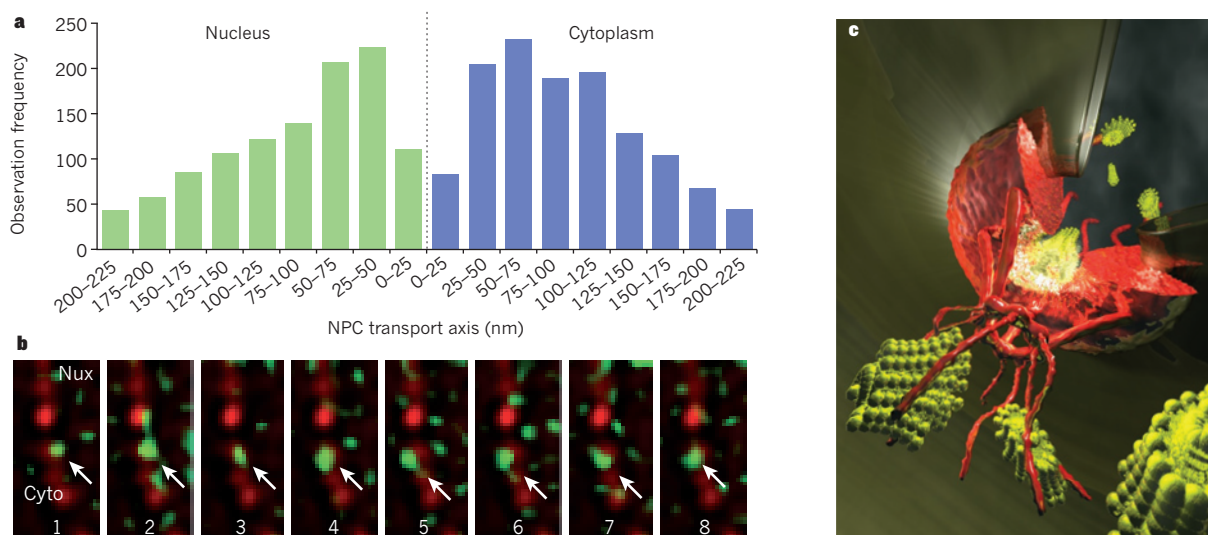 a
250
200
150
100
50
0
Observation frequency
Nucleus
Cytoplasm
200–225
175–200
150–175
125–150
100–125
75–100
50–75
25–50
0–25
0–25
25–50
50–75
75–100
100–125
125–150
150–175
175–200
200–225
NPC transport axis (nm)
b
Nux
Cyto
1 2 3 4 5 6 7 8
c